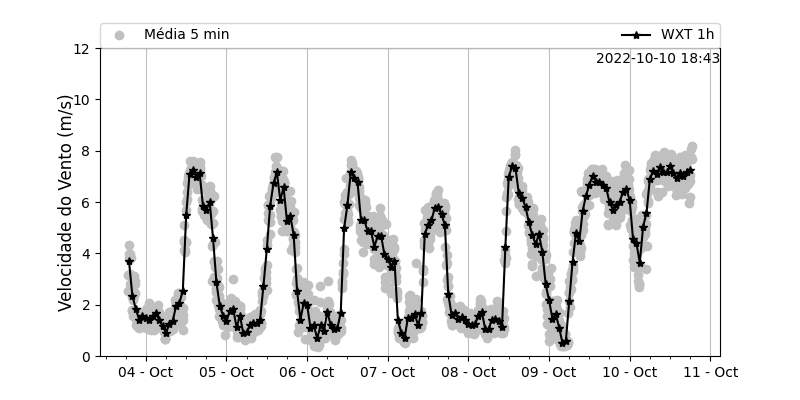 Média 5 min
WXT 1h
2022-10-10 18:43
Velocidade do Vento (m/s)
12
10
8
6
4
2
0
04 - Oct 05 - Oct 06 - Oct 07 - Oct 08 - Oct 09 - Oct 10 - Oct 11 - Oct